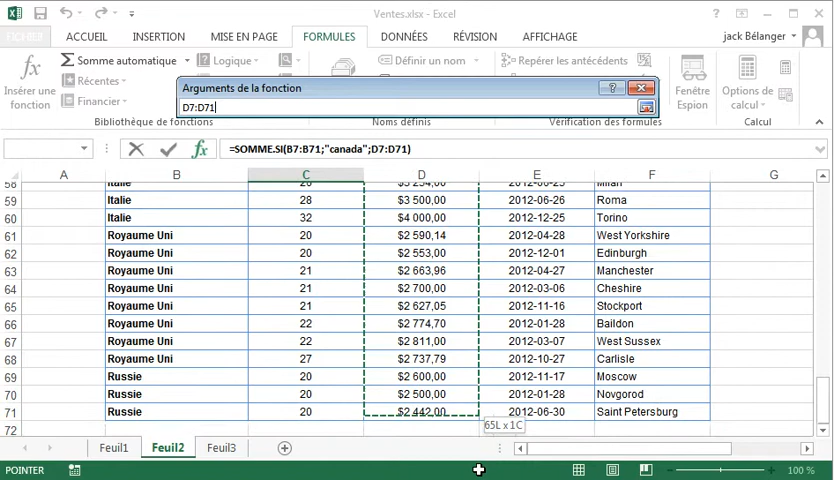 Ventes.xlsx - Excel
FICHIER ACCUEIL INSERTION MISE EN PAGE FORMULES DONNÉES RÉVISION AFFICHAGE jack Bélanger
Insérer une fonction
Somme automatique
Récentes
Financier
Logique
Bibliothèque de fonctions
Définir un nom
Noms définis
Repérer les antécédents
Vérification des formules
Fenêtre Espion
Options de calcul
Calcul
Arguments de la fonction
D7:D71
fx =SOMME.SI(B7:B71;"canada";D7:D71)
A B C D E F G
58 Italie 26 $3 254,00 2012-06-25 Milan
59 Italie 28 $3 500,00 2012-06-26 Roma
60 Italie 32 $4 000,00 2012-12-25 Torino
61 Royaume Uni 20 $2 590,14 2012-04-28 West Yorkshire
62 Royaume Uni 20 $2 553,00 2012-12-01 Edinburgh
63 Royaume Uni 21 $2 663,96 2012-04-27 Manchester
64 Royaume Uni 21 $2 700,00 2012-03-06 Cheshire
65 Royaume Uni 21 $2 627,05 2012-11-16 Stockport
66 Royaume Uni 22 $2 774,70 2012-01-28 Baildon
67 Royaume Uni 22 $2 811,00 2012-03-07 West Sussex
68 Royaume Uni 27 $2 737,79 2012-10-27 Carlisle
69 Russie 20 $2 600,00 2012-11-17 Moscow
70 Russie 20 $2 500,00 2012-01-28 Novgorod
71 Russie 20 $2 442,00 2012-06-30 Saint Petersburg
72
65L x 1C
Feuil1 Feuil2 Feuil3
POINTER 100 %